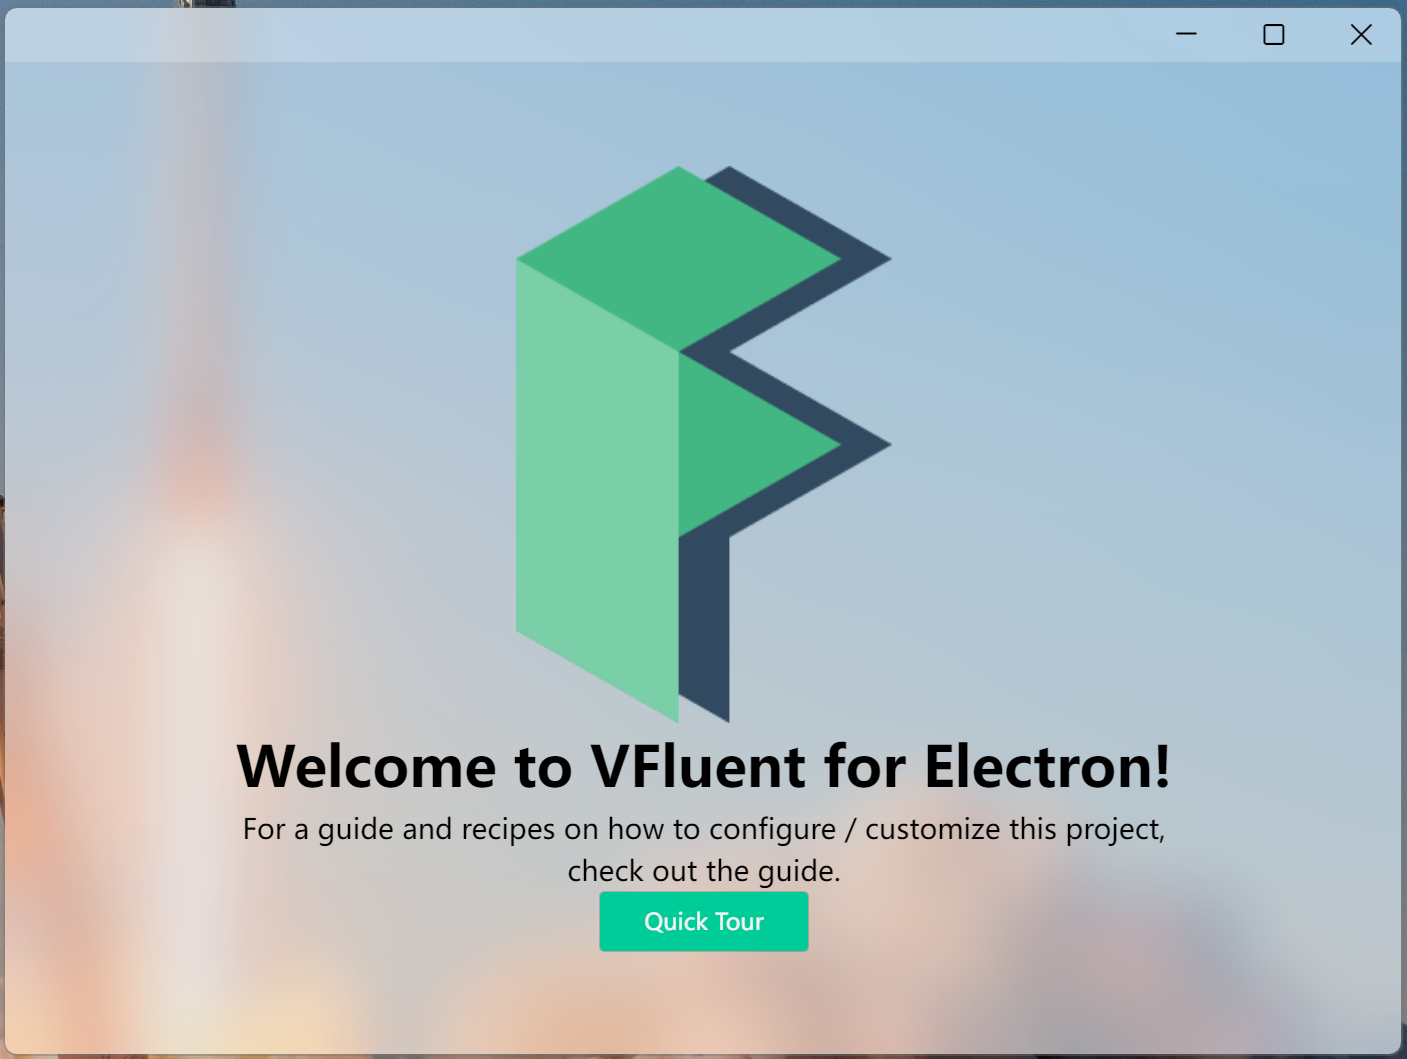 Welcome to VFluent for Electron!
For a guide and recipes on how to configure / customize this project,
check out the guide.
Quick Tour